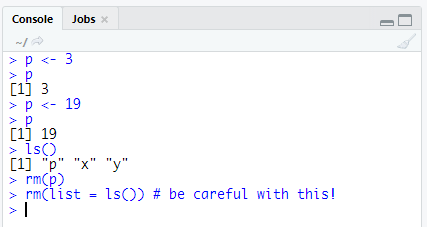 Console Jobs
~/
> p <- 3
> p
[1] 3
> p <- 19
> p
[1] 19
> ls()
[1] "p" "x" "y"
> rm(p)
> rm(list = ls()) # be careful with this!
>